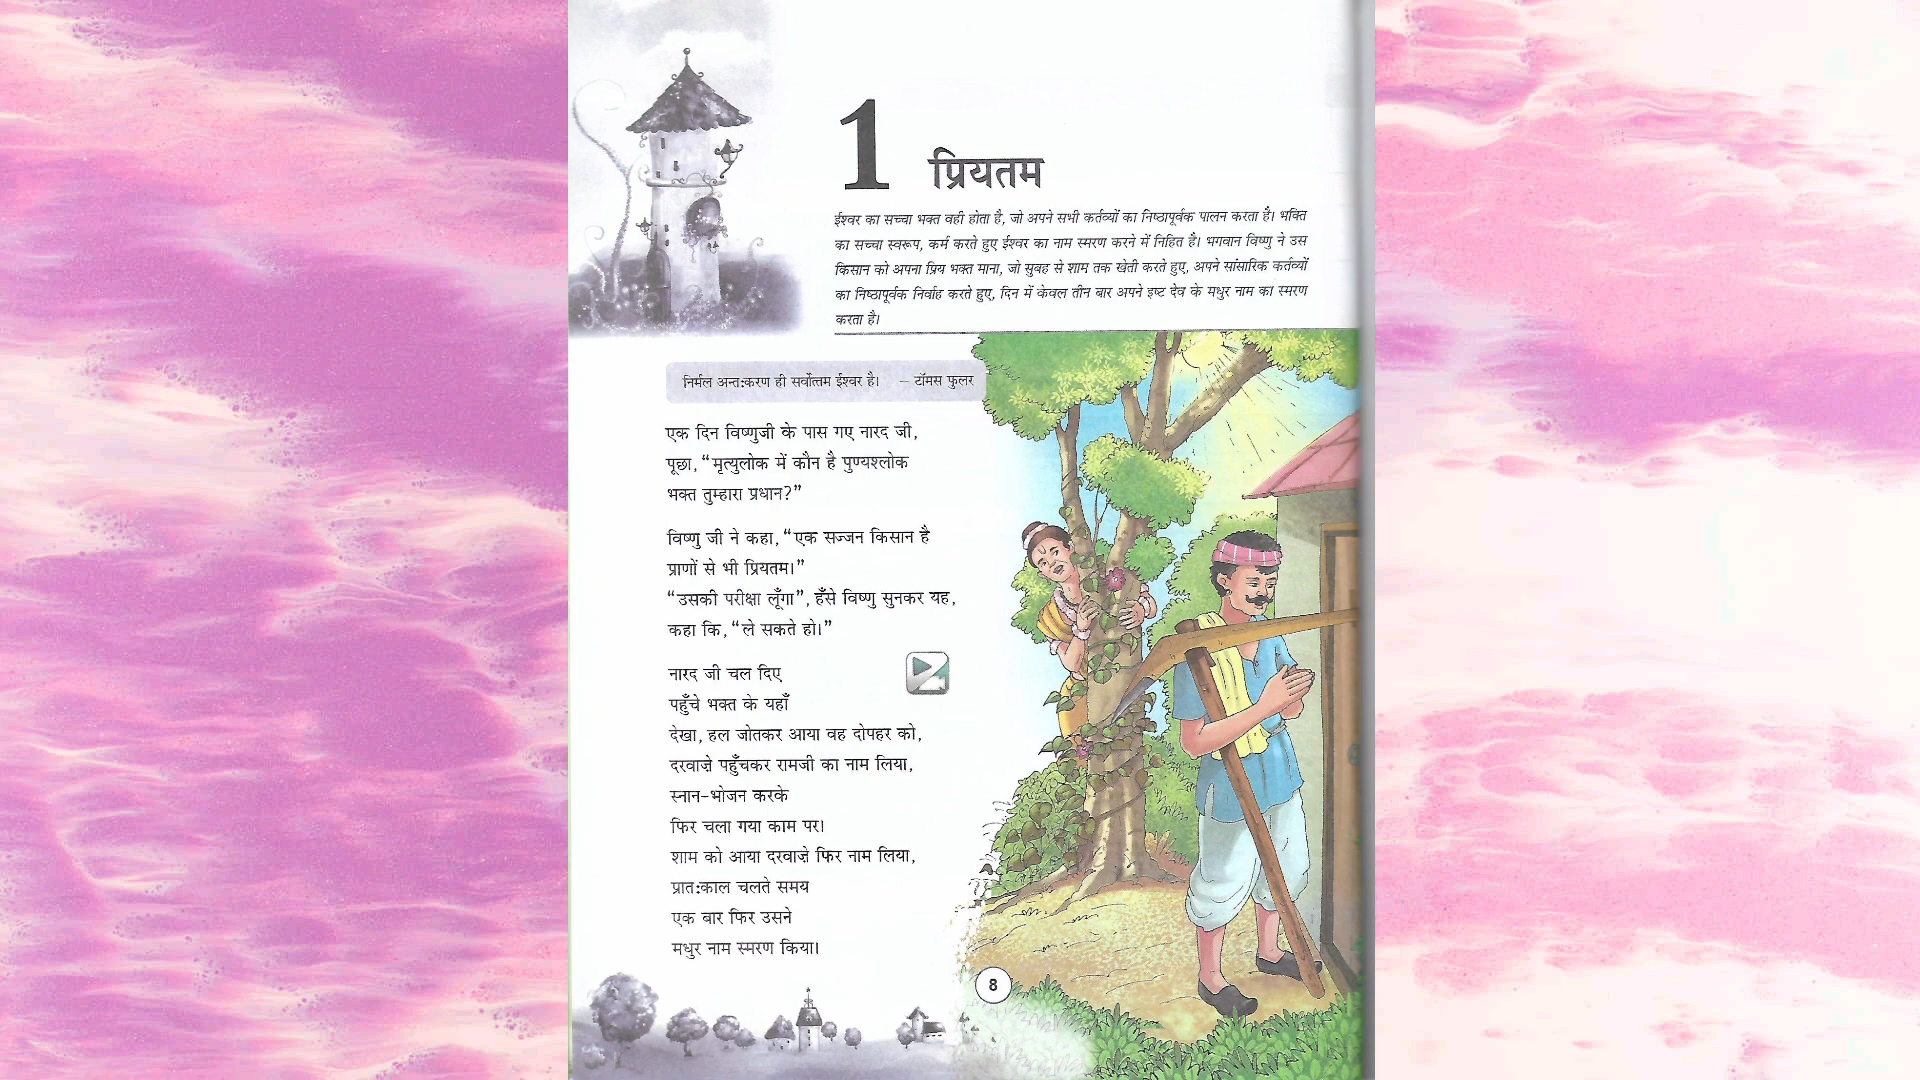 1
प्रियतम
ईश्वर का सच्चा भक्त वही होता है, जो अपने सभी कर्तव्यों का निष्ठापूर्वक पालन करता है। भक्ति
का सच्चा स्वरूप, कर्म करते हुए ईश्वर का नाम स्मरण करने में निहित है। भगवान विष्णु ने उस
किसान को अपना प्रिय भक्त माना, जो सुबह से शाम तक खेती करते हुए, अपने सांसारिक कर्तव्यों
का निष्ठापूर्वक निर्वाह करते हुए, दिन में केवल तीन बार अपने इष्ट देव के मधुर नाम का स्मरण
करता है।
निर्मल अन्तःकरण ही सर्वोत्तम ईश्वर है। – टॉमस फुलर
एक दिन विष्णुजी के पास गए नारद जी,
पूछा, “मृत्युलोक में कौन है पुण्यश्लोक
भक्त तुम्हारा प्रधान?”
विष्णु जी ने कहा, “एक सज्जन किसान है
प्राणों से भी प्रियतम।”
“उसकी परीक्षा लूँगा”, हँसे विष्णु सुनकर यह,
कहा कि, “ले सकते हो।”
नारद जी चल दिए
पहुँचे भक्त के यहाँ
देखा, हल जोतकर आया वह दोपहर को,
दरवाज़े पहुँचकर रामजी का नाम लिया,
स्नान-भोजन करके
फिर चला गया काम पर।
शाम को आया दरवाज़े फिर नाम लिया,
प्रातःकाल चलते समय
एक बार फिर उसने
मधुर नाम स्मरण किया।
8